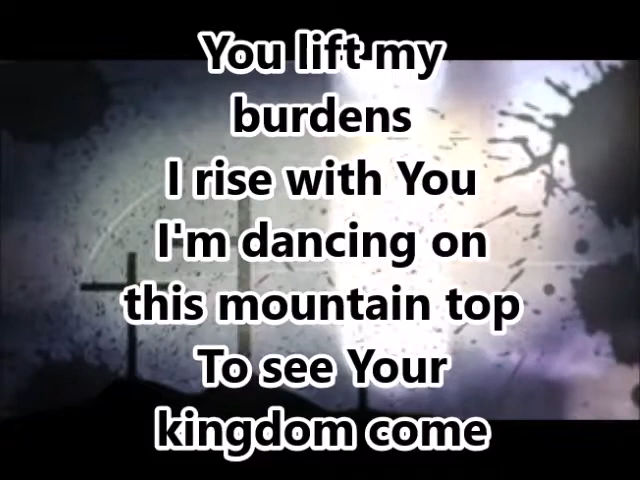 You lift my
burdens
I rise with You
I'm dancing on
this mountain top
To see Your
kingdom come